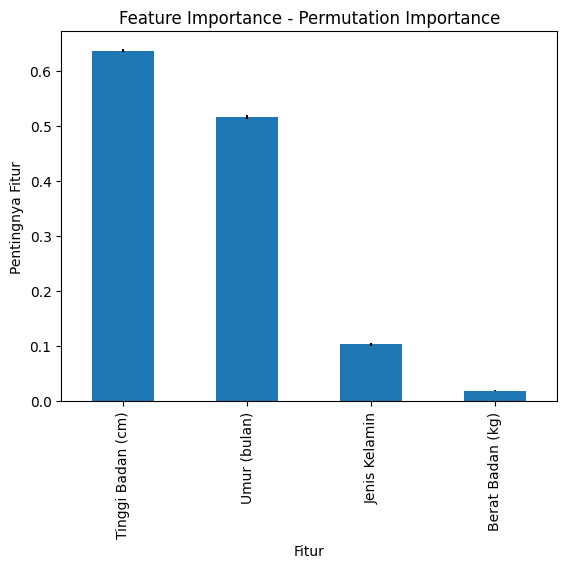 Feature Importance - Permutation Importance
Pentingnya Fitur
0.6
0.5
0.4
0.3
0.2
0.1
0.0
Tinggi Badan (cm)
Umur (bulan)
Jenis Kelamin
Berat Badan (kg)
Fitur